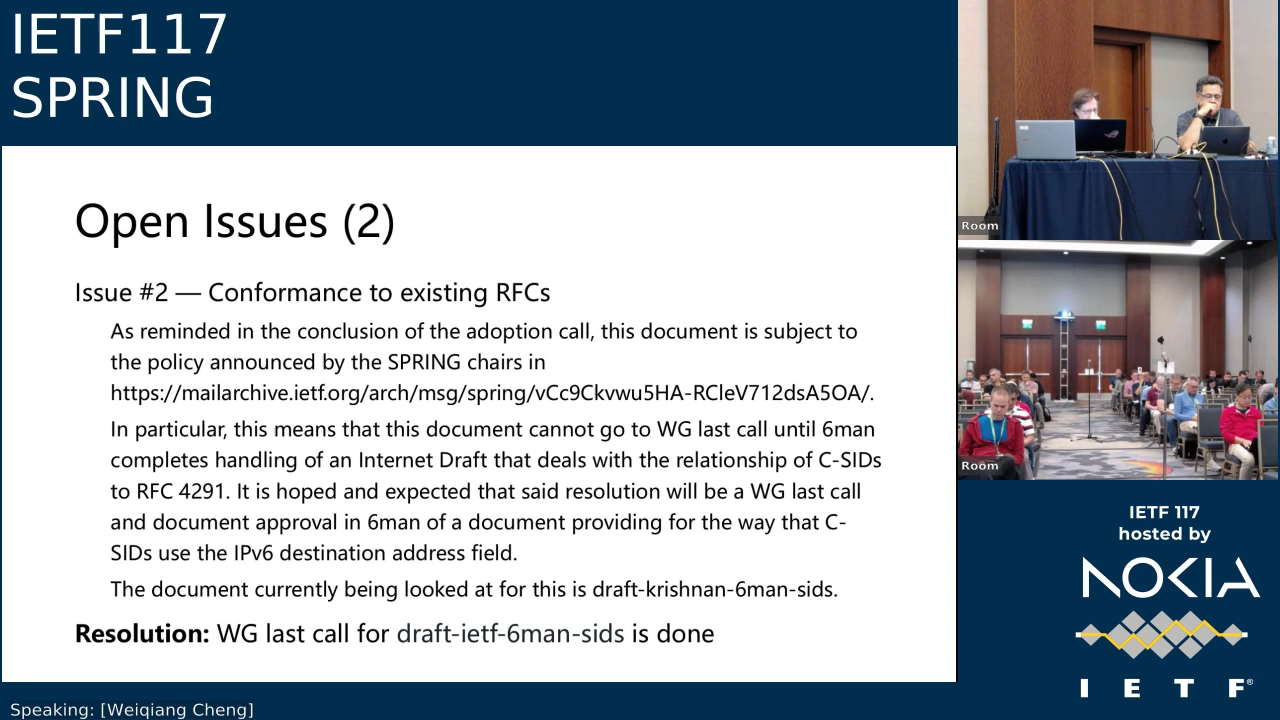 IETF117
SPRING
Open Issues (2)
Issue #2 — Conformance to existing RFCs
As reminded in the conclusion of the adoption call, this document is subject to
the policy announced by the SPRING chairs in
https://mailarchive.ietf.org/arch/msg/spring/vCc9Ckvwu5HA-RCleV712dsA5OA/.
In particular, this means that this document cannot go to WG last call until 6man
completes handling of an Internet Draft that deals with the relationship of C-SIDs
to RFC 4291. It is hoped and expected that said resolution will be a WG last call
and document approval in 6man of a document providing for the way that C-
SIDs use the IPv6 destination address field.
The document currently being looked at for this is draft-krishnan-6man-sids.
Resolution: WG last call for draft-ietf-6man-sids is done
Speaking: [Weiqiang Cheng]
Room
Room
IETF 117
hosted by
NOKIA
I E T F®